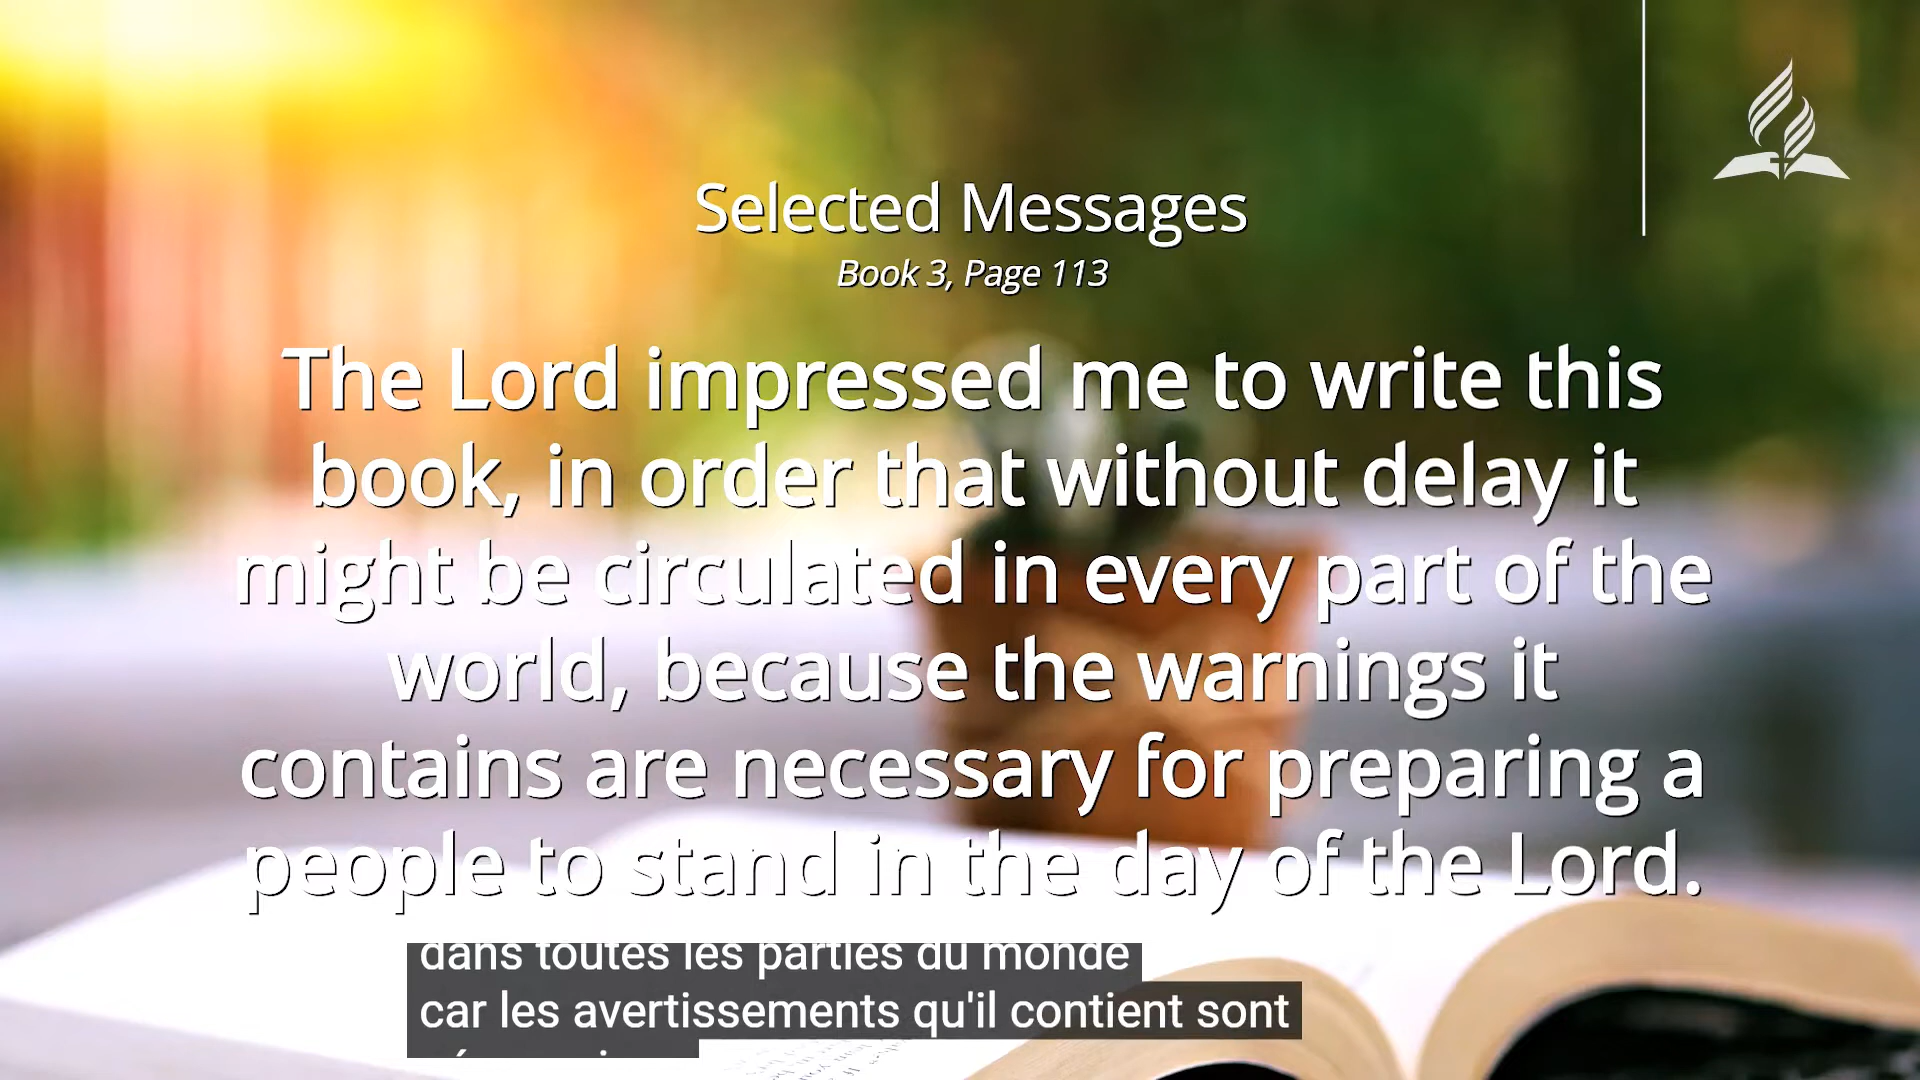 Selected Messages
Book 3, Page 113
The Lord impressed me to write this
book, in order that without delay it
might be circulated in every part of the
world, because the warnings it
contains are necessary for preparing a
people to stand in the day of the Lord.
dans toutes les parties du monde
car les avertissements qu'il contient sont